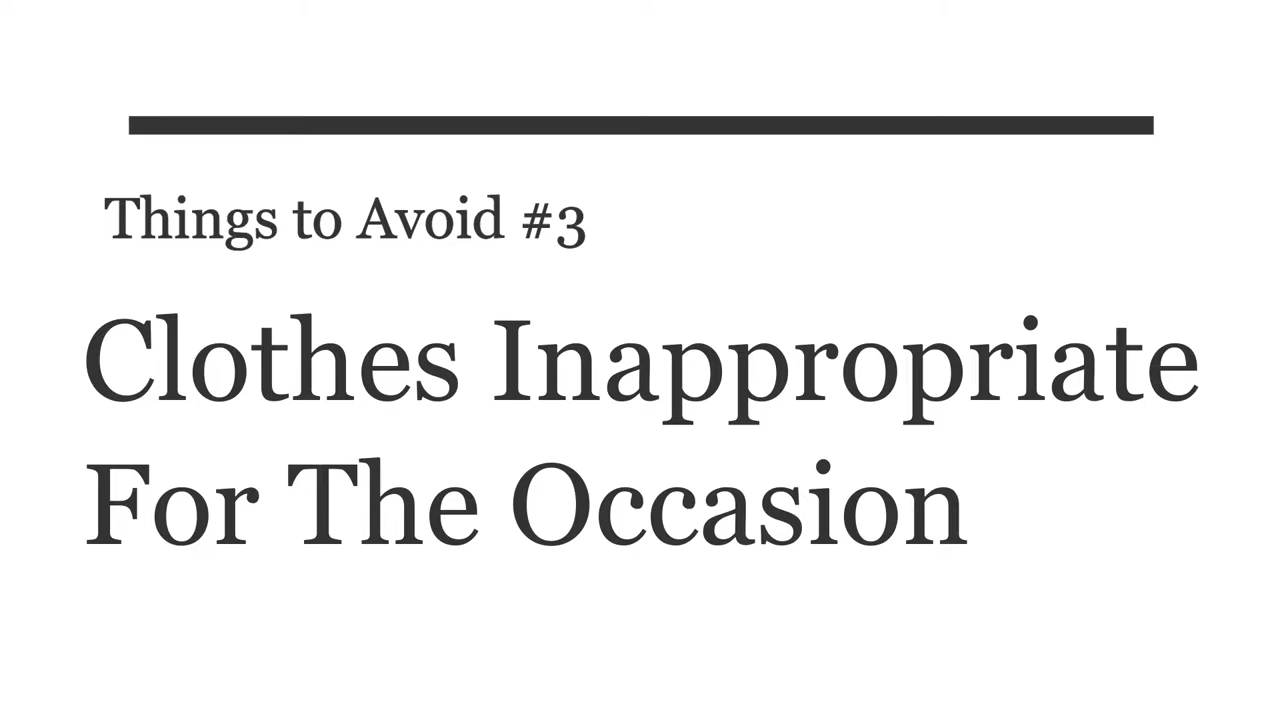 Things to Avoid #3
Clothes Inappropriate
For The Occasion